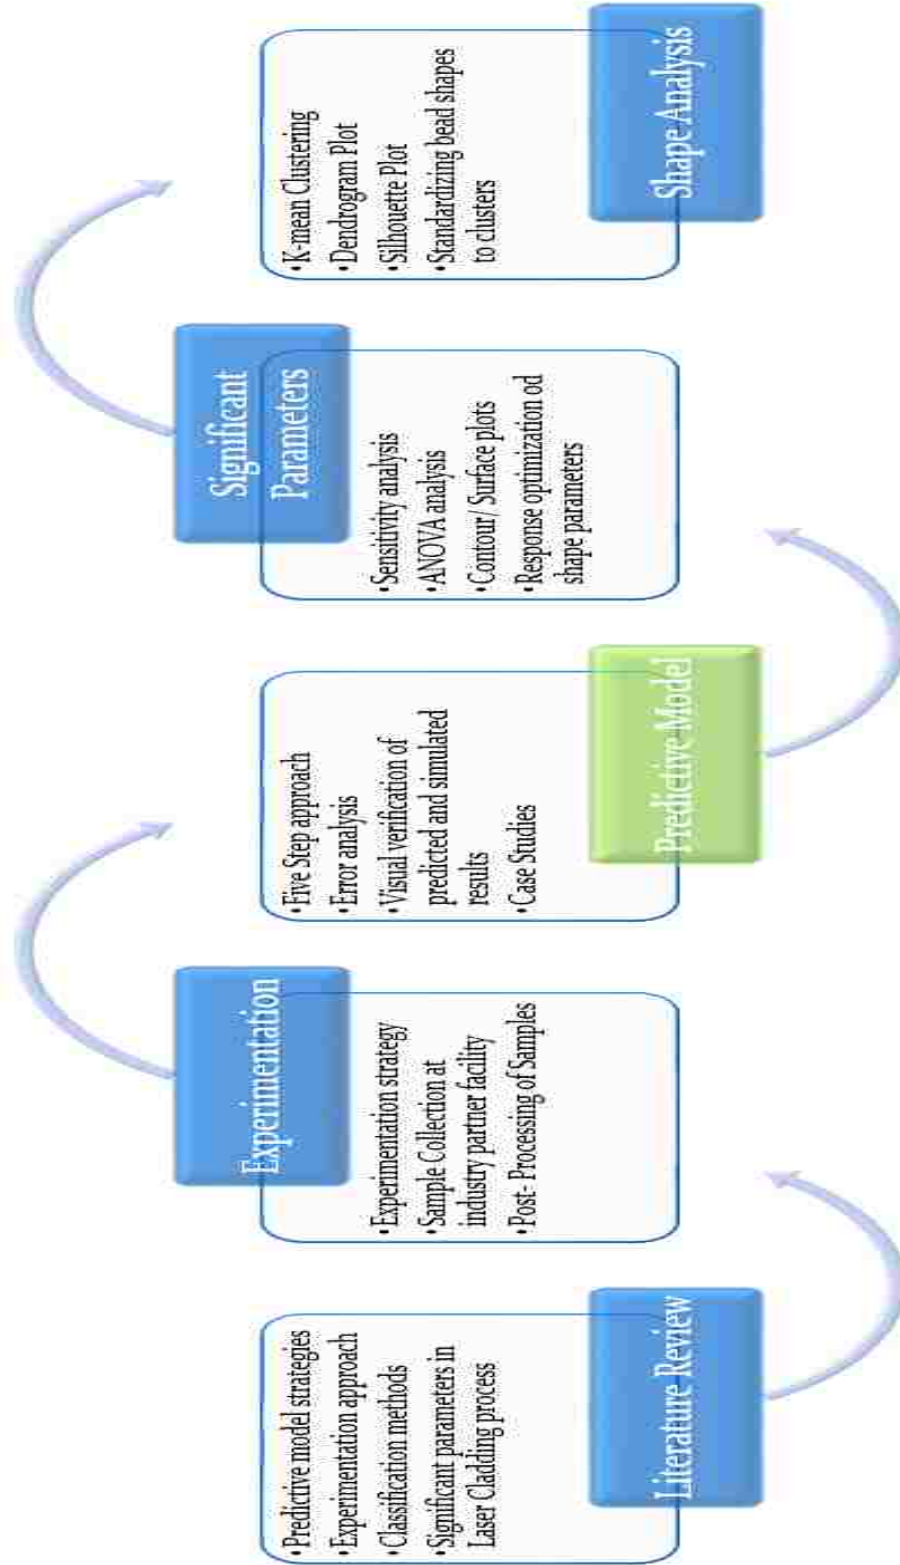 • Predictive model strategies
• Experimentation approach
• Classification methods
• Significant parameters in
Laser Cladding process
Literature Review
Experimentation
• Experimentation strategy
• Sample Collection at
industry partner facility
• Post- Processing of Samples
• Five Step approach
• Error analysis
• Visual verification of
predicted and simulated
results
• Case Studies
Predictive Model
Significant
Parameters
• Sensitivity analysis
• ANOVA analysis
• Contour/ Surface plots
• Response optimization od
shape parameters
• K-mean Clustering
• Dendrogram Plot
• Silhouette Plot
• Standardizing bead shapes
to clusters
Shape Analysis